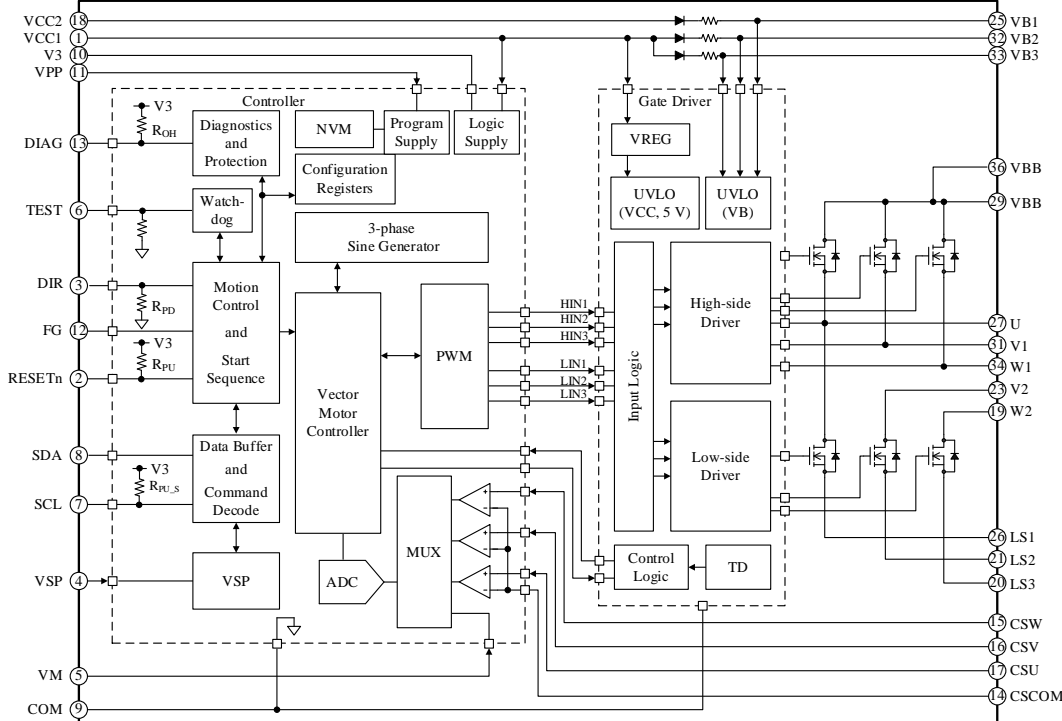 VCC2 18
VCC1 1
V3 10
VPP 11
DIAG 13
TEST 6
DIR 3
FG 12
RESETn 2
SDA 8
SCL 7
VSP 4
VM 5
COM 9
25 VB1
32 VB2
33 VB3
36 VBB
29 VBB
27 U
31 V1
34 W1
23 V2
19 W2
26 LS1
21 LS2
20 LS3
15 CSW
16 CSV
17 CSU
14 CSCOM
Controller
V3
ROH
Diagnostics
and
Protection
NVM
Program
Supply
Logic
Supply
Configuration
Registers
Watch-
dog
3-phase
Sine Generator
RPD
V3
RPU
Motion
Control
and
Start
Sequence
Vector
Motor
Controller
PWM
V3
RPU_S
Data Buffer
and
Command
Decode
VSP
ADC
MUX
+
-
+
-
+
-
HIN1
HIN2
HIN3
LIN1
LIN2
LIN3
Gate Driver
VREG
UVLO
(VCC, 5 V)
UVLO
(VB)
Input Logic
High-side
Driver
Low-side
Driver
Control
Logic
TD